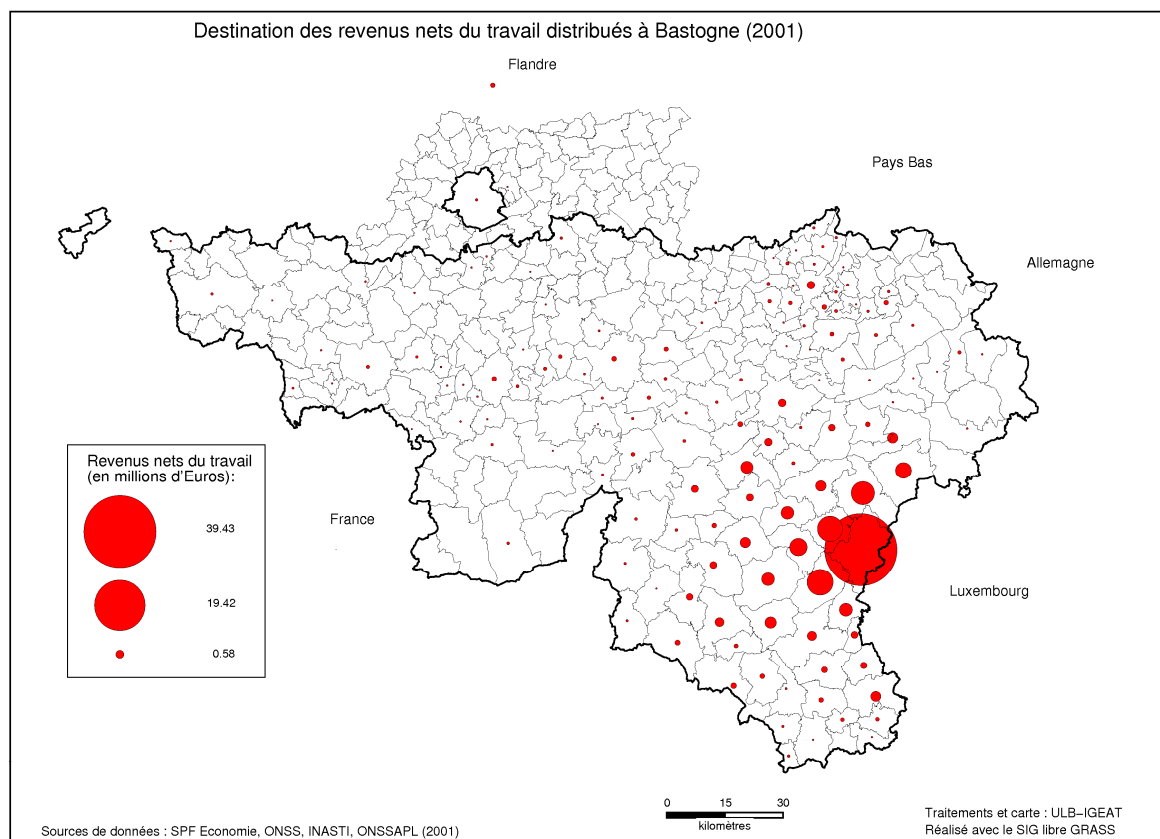 Destination des revenus nets du travail distribués à Bastogne (2001)
Flandre
Pays Bas
Allemagne
Revenus nets du travail
(en millions d'Euros):
39.43
19.42
0.58
France
Luxembourg
0 15 30
kilomètres
Sources de données : SPF Economie, ONSS, INASTI, ONSSAPL (2001)
Traitements et carte : ULB−IGEAT
Réalisé avec le SIG libre GRASS